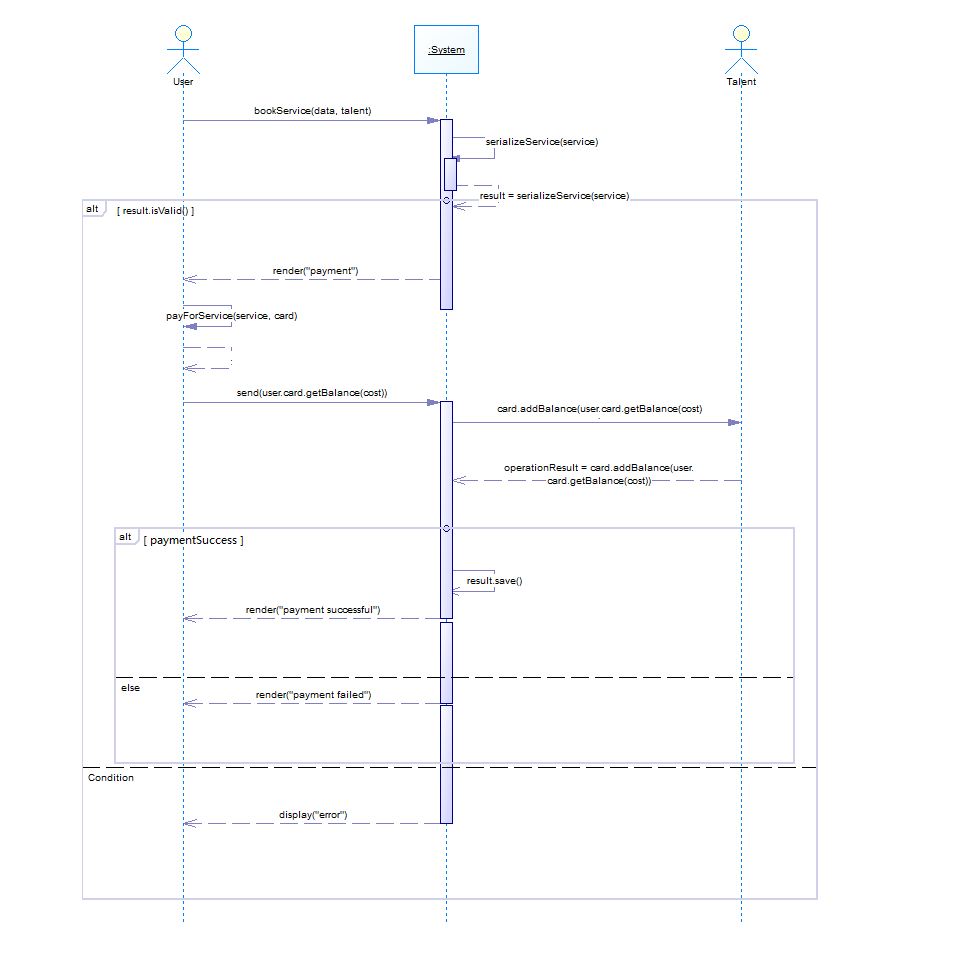 User
:System
Talent
bookService(data, talent)
serializeService(service)
result = serializeService(service)
alt
[ result.isValid() ]
render("payment")
payForService(service, card)
send(user.card.getBalance(cost))
card.addBalance(user.card.getBalance(cost)
operationResult = card.addBalance(user.
card.getBalance(cost))
alt
[ paymentSuccess ]
result.save()
render("payment successful")
else
render("payment failed")
Condition
display("error")